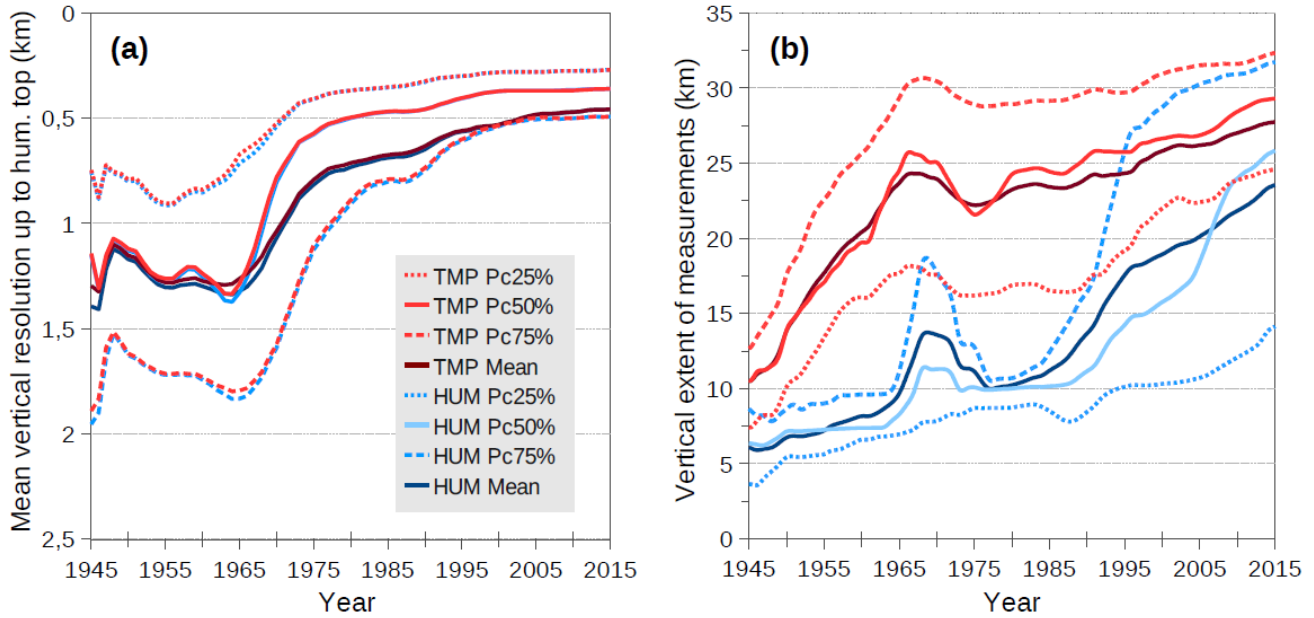 (a)
Mean vertical resolution up to hum. top (km)
0
0,5
1
1,5
2
2,5
1945 1955 1965 1975 1985 1995 2005 2015
Year
TMP Pc25%
TMP Pc50%
TMP Pc75%
TMP Mean
HUM Pc25%
HUM Pc50%
HUM Pc75%
HUM Mean
(b)
Vertical extent of measurements (km)
35
30
25
20
15
10
5
0
1945 1955 1965 1975 1985 1995 2005 2015
Year